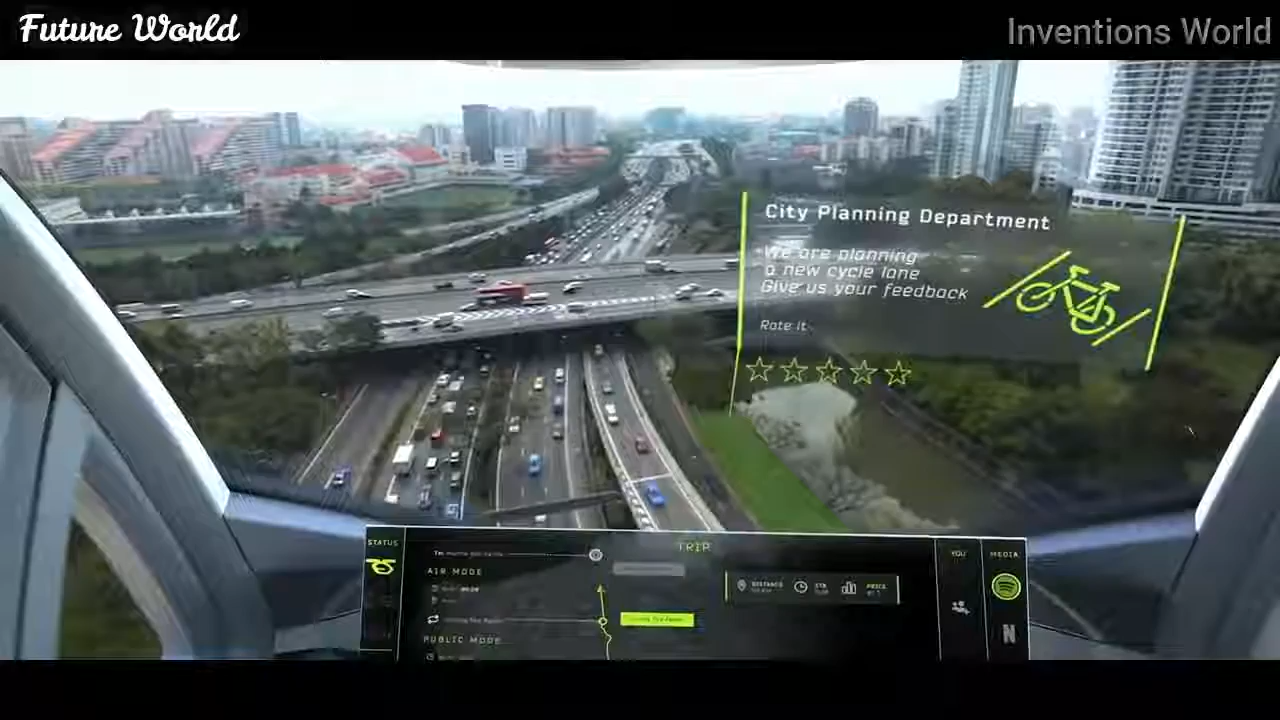 Future World
Inventions World
City Planning Department
We are planning
a new cycle lane
Give us your feedback
Rate it
STATUS
TRIP
YOU
MEDIA
AIR MODE
DISTANCE
PRICE
PUBLIC MODE
N